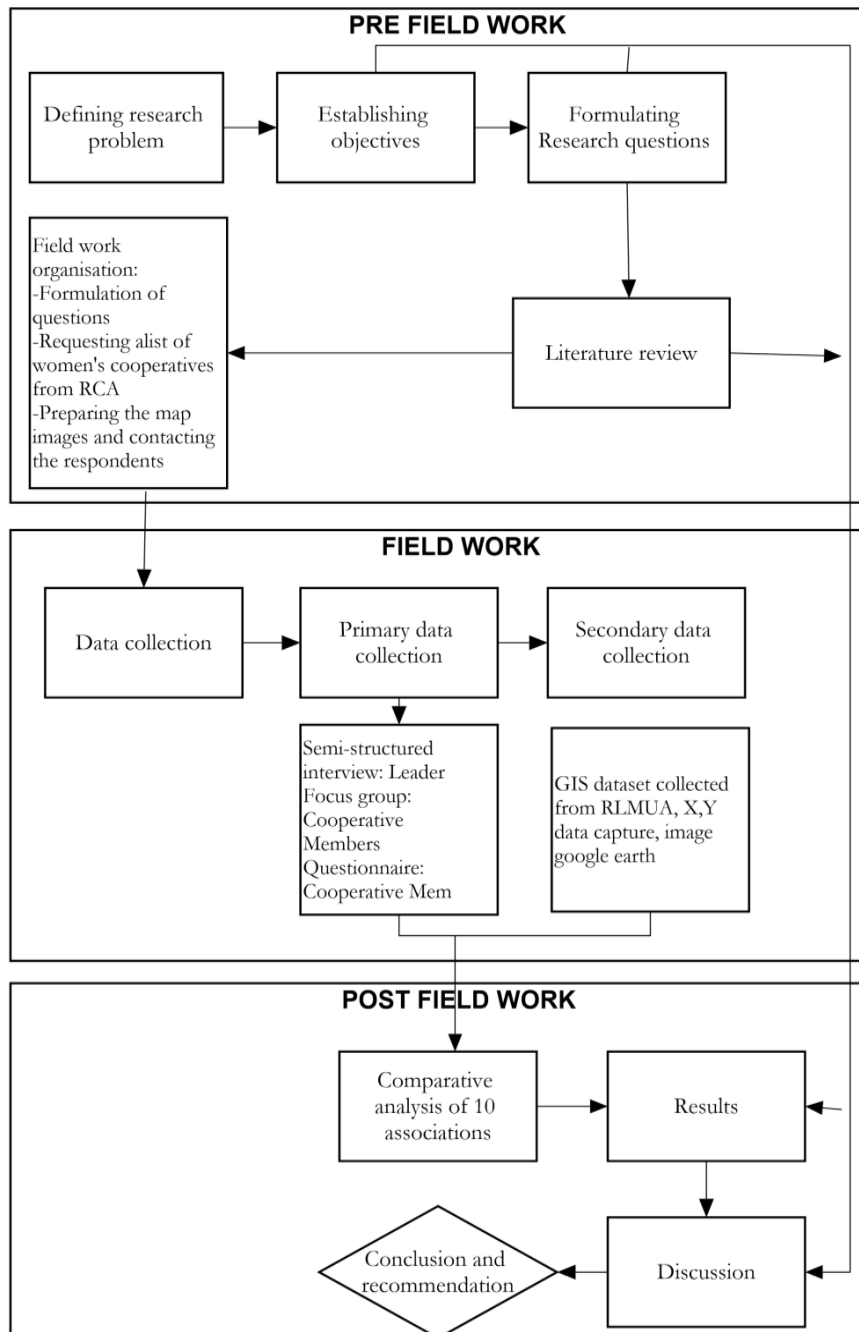 PRE FIELD WORK
Defining research
problem
Establishing
objectives
Formulating
Research questions
Field work
organisation:
-Formulation of
questions
-Requesting alist of
women's cooperatives
from RCA
-Preparing the map
images and contacting
the respondents
Literature review
FIELD WORK
Data collection
Primary data
collection
Secondary data
collection
Semi-structured
interview: Leader
Focus group:
Cooperative
Members
Questionnaire:
Cooperative Mem
GIS dataset collected
from RLMUA, X,Y
data capture, image
google earth
POST FIELD WORK
Comparative
analysis of 10
associations
Results
Conclusion and
recommendation
Discussion